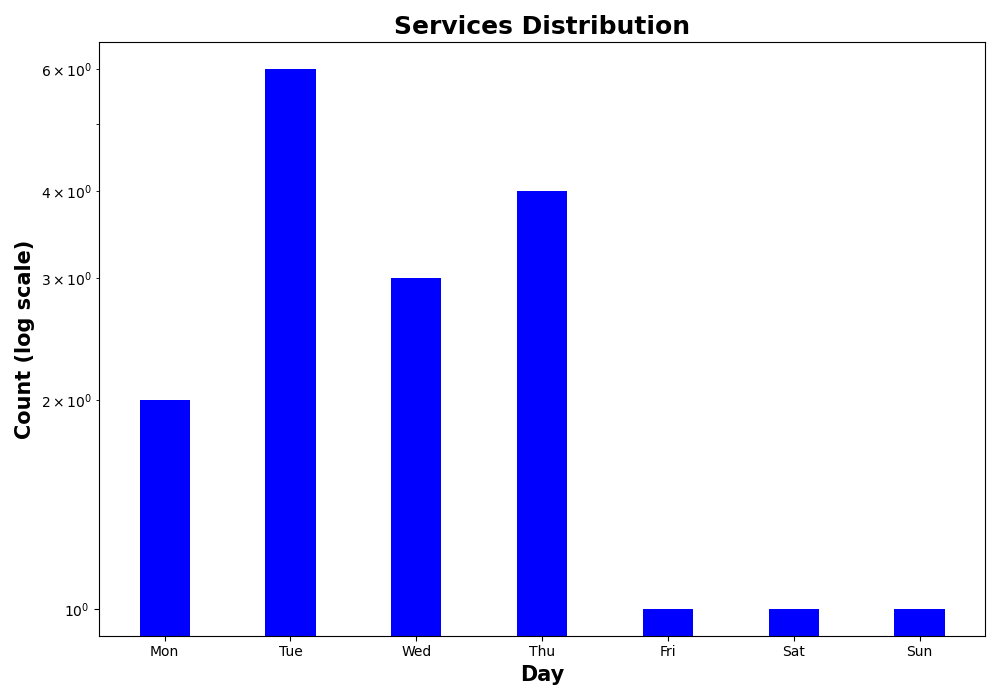 Services Distribution
Count (log scale)
6 × 10⁰
4 × 10⁰
3 × 10⁰
2 × 10⁰
10⁰
Mon Tue Wed Thu Fri Sat Sun
Day